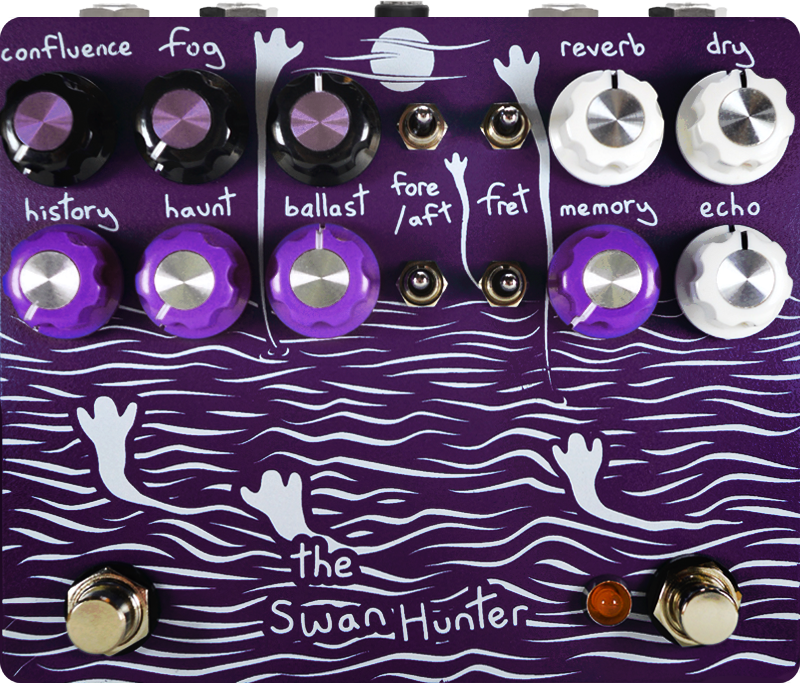 confluence fog reverb dry
history haunt ballast fore
/aft fret memory echo
the
Swan Hunter